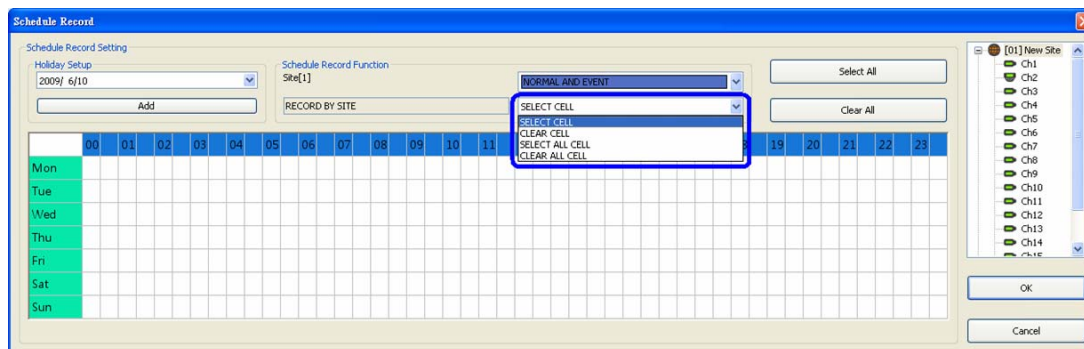 Schedule Record
Schedule Record Setting
Holiday Setup
2009/ 6/10
Add
Schedule Record Function
Site[1]
NORMAL AND EVENT
RECORD BY SITE
SELECT CELL
SELECT CELL
CLEAR CELL
SELECT ALL CELL
CLEAR ALL CELL
Select All
Clear All
00 01 02 03 04 05 06 07 08 09 10 11 19 20 21 22 23
Mon
Tue
Wed
Thu
Fri
Sat
Sun
[01] New Site
Ch1
Ch2
Ch3
Ch4
Ch5
Ch6
Ch7
Ch8
Ch9
Ch10
Ch11
Ch12
Ch13
Ch14
OK
Cancel